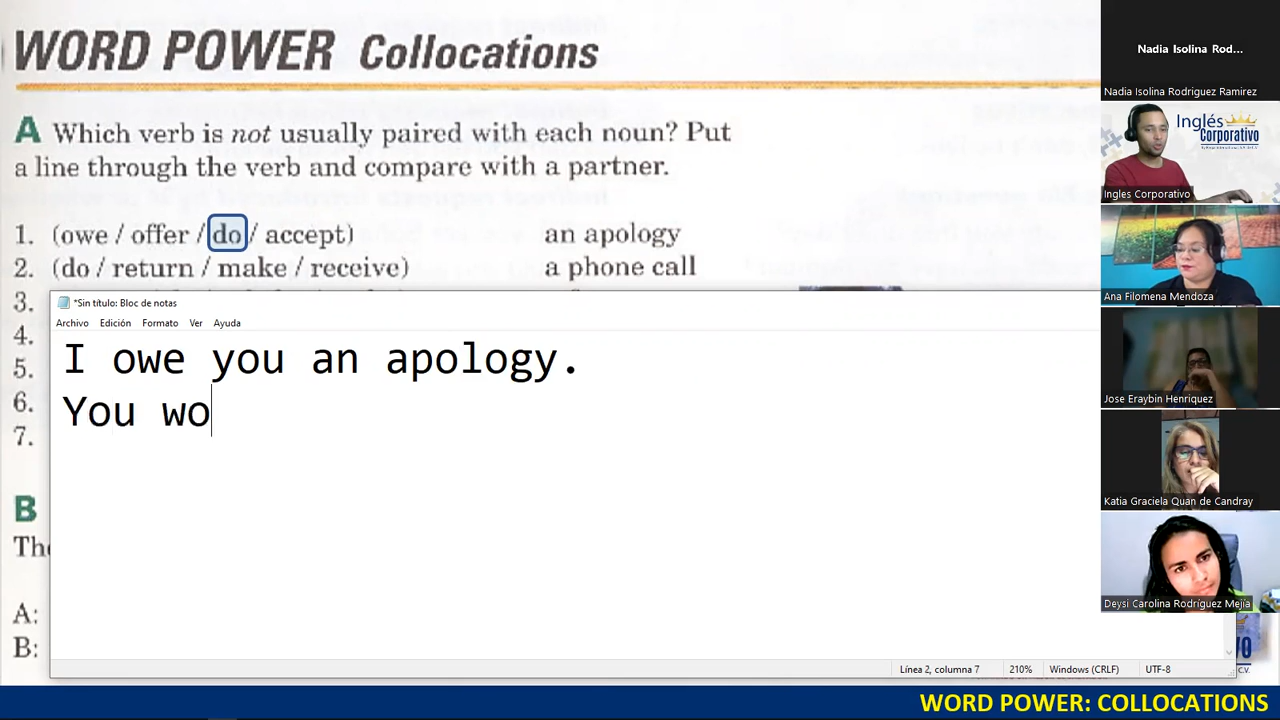 WORD POWER Collocations
A Which verb is not usually paired with each noun? Put
a line through the verb and compare with a partner.
1. (owe / offer / do / accept) an apology
2. (do / return / make / receive) a phone call
3.
4.
5.
6.
7.
B
The
A:
B:
*Sin título: Bloc de notas
Archivo Edición Formato Ver Ayuda
I owe you an apology.
You wo
Línea 2, columna 7 210% Windows (CRLF) UTF-8
Nadia Isolina Rod...
Nadia Isolina Rodriguez Ramirez
Inglés
Corporativo
Ingles Corporativo
Ana Filomena Mendoza
Jose Eraybin Henriquez
Katia Graciela Quan de Candray
Deysi Carolina Rodríguez Mejía
WORD POWER: COLLOCATIONS